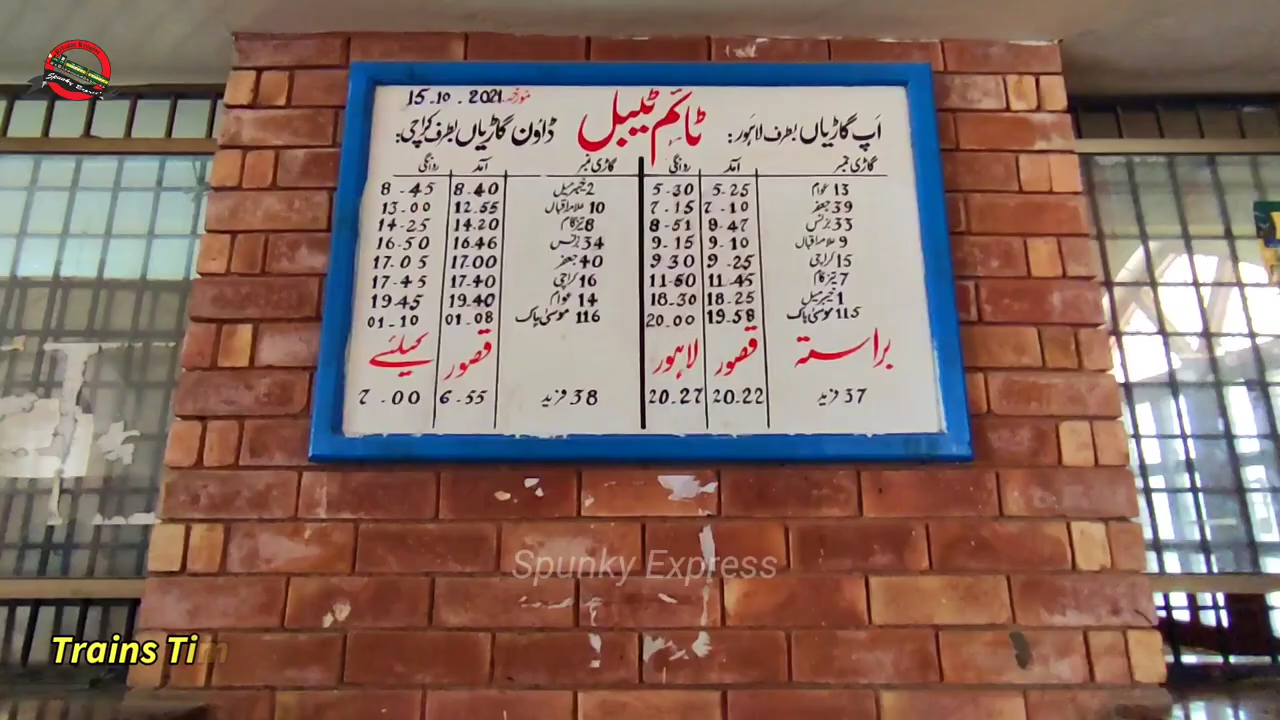 مورخہ 15-10.2021
ٹائم ٹیبل
اَپ گاڑیاں بطرف لاہور:
ڈاؤن گاڑیاں بطرف کراچی:
گاڑی نمبر آمد روانگی گاڑی نمبر آمد روانگی
13 عوام 5.25 5.30 2 خیبرمیل 8.40 8-45
39 جعفر 7-10 7-15 10 علامہ اقبال 12.55 13-00
33 بزنس 8-47 8-51 8 تیزگام 14.20 14-25
9 علامہ اقبال 9-10 9-15 34 بزنس 16.46 16-50
15 کراچی 9-25 9 30 40 جعفر 17.00 17-05
7 تیزگام 11.45 11-50 16 کراچی 17-40 17-45
1 خیبرمیل 18.25 18-30 14 عوام 19.40 19.45
115 موسیٰ پاک 19.58 20.00 116 موسیٰ پاک 01.08 01-10
براستہ قصور لاہور قصور کیلئے
37 فرید 20.22 20.27 38 فرید 6-55 7-00
Spunky Express
Spunky Express
Trains Tim